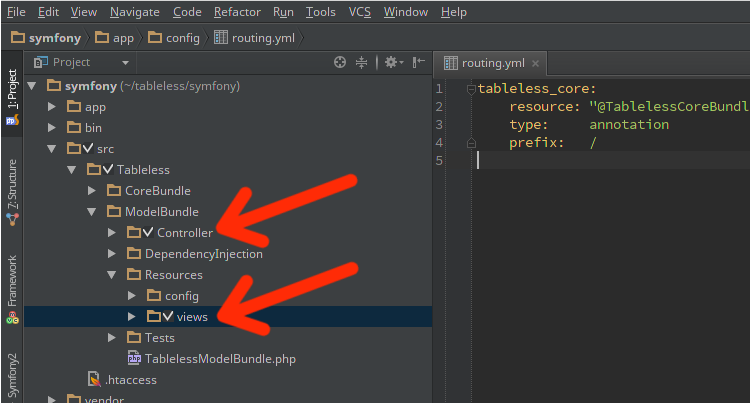 File Edit View Navigate Code Refactor Run Tools VCS Window Help
symfony app config routing.yml
Project
routing.yml
1: Project
7: Structure
Framework
Symfony2
symfony (~/tableless/symfony)
app
bin
src
Tableless
CoreBundle
ModelBundle
Controller
DependencyInjection
Resources
config
views
Tests
TablelessModelBundle.php
.htaccess
vendor
1 tableless_core:
2 resource: "@TablelessCoreBundl
3 type: annotation
4 prefix: /
5